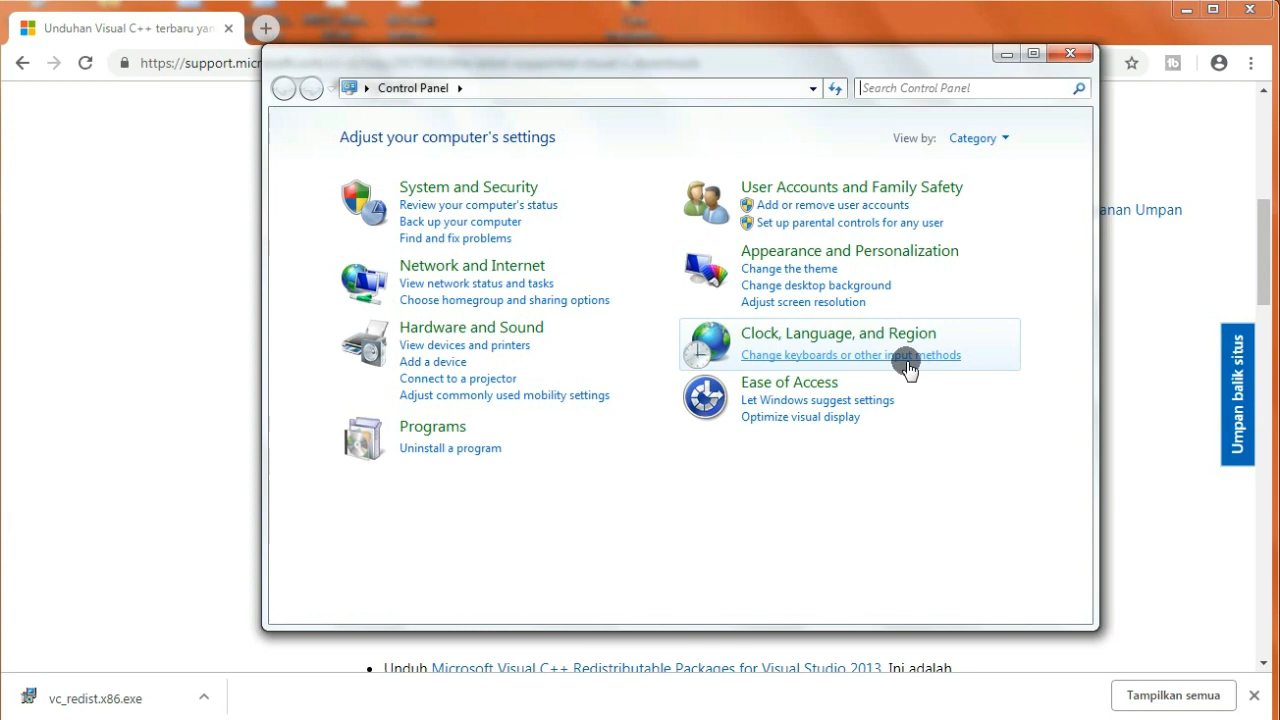 Unduhan Visual C++ terbaru yan
https://support.mic
Control Panel
Search Control Panel
Adjust your computer's settings
View by: Category
System and Security
Review your computer's status
Back up your computer
Find and fix problems
Network and Internet
View network status and tasks
Choose homegroup and sharing options
Hardware and Sound
View devices and printers
Add a device
Connect to a projector
Adjust commonly used mobility settings
Programs
Uninstall a program
User Accounts and Family Safety
Add or remove user accounts
Set up parental controls for any user
Appearance and Personalization
Change the theme
Change desktop background
Adjust screen resolution
Clock, Language, and Region
Change keyboards or other input methods
Ease of Access
Let Windows suggest settings
Optimize visual display
anan Umpan
Umpan balik situs
Unduh Microsoft Visual C++ Redistributable Packages for Visual Studio 2013. Ini adalah
vc_redist.x86.exe
Tampilkan semua